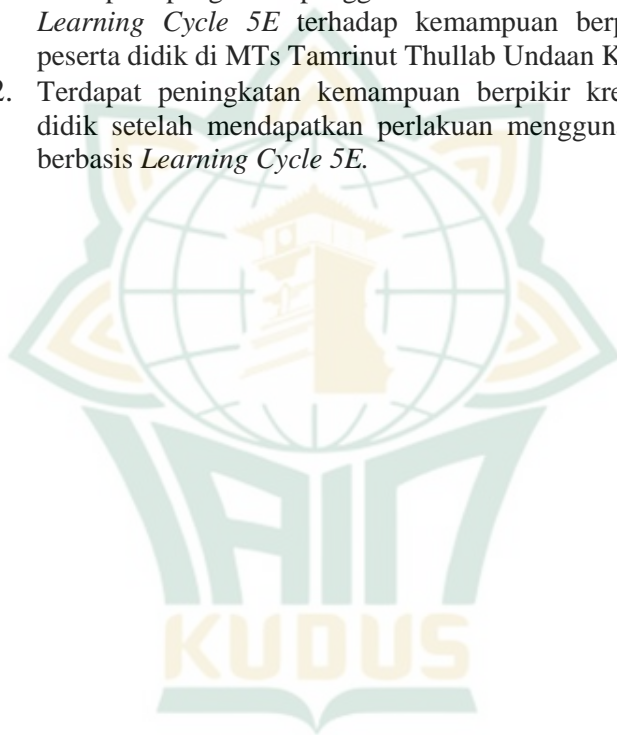 Learning Cycle 5E terhadap kemampuan
peserta didik di MTs Tamrinut Thullab Undaan
2. Terdapat peningkatan kemampuan berpikir
didik setelah mendapatkan perlakuan
berbasis Learning Cycle 5E.
IAIN
KUDUS